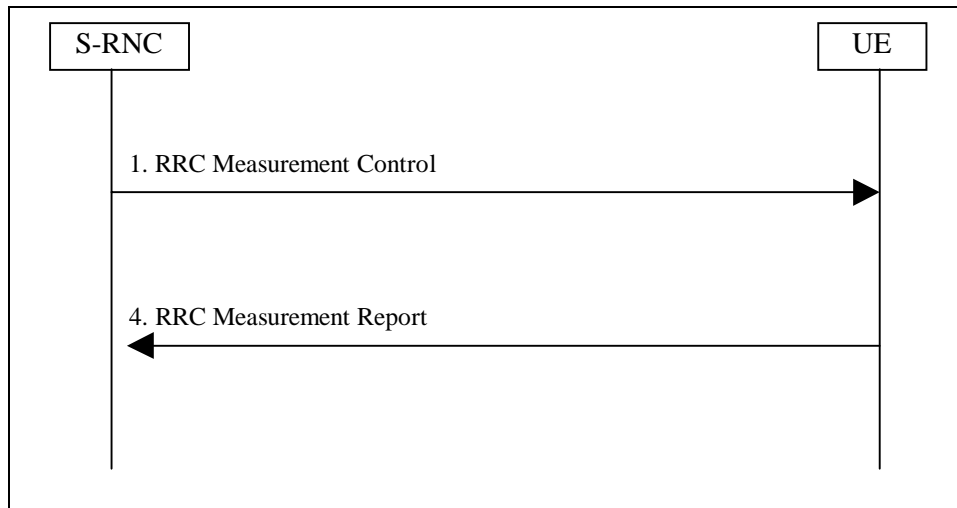 S-RNC
UE
1. RRC Measurement Control
4. RRC Measurement Report